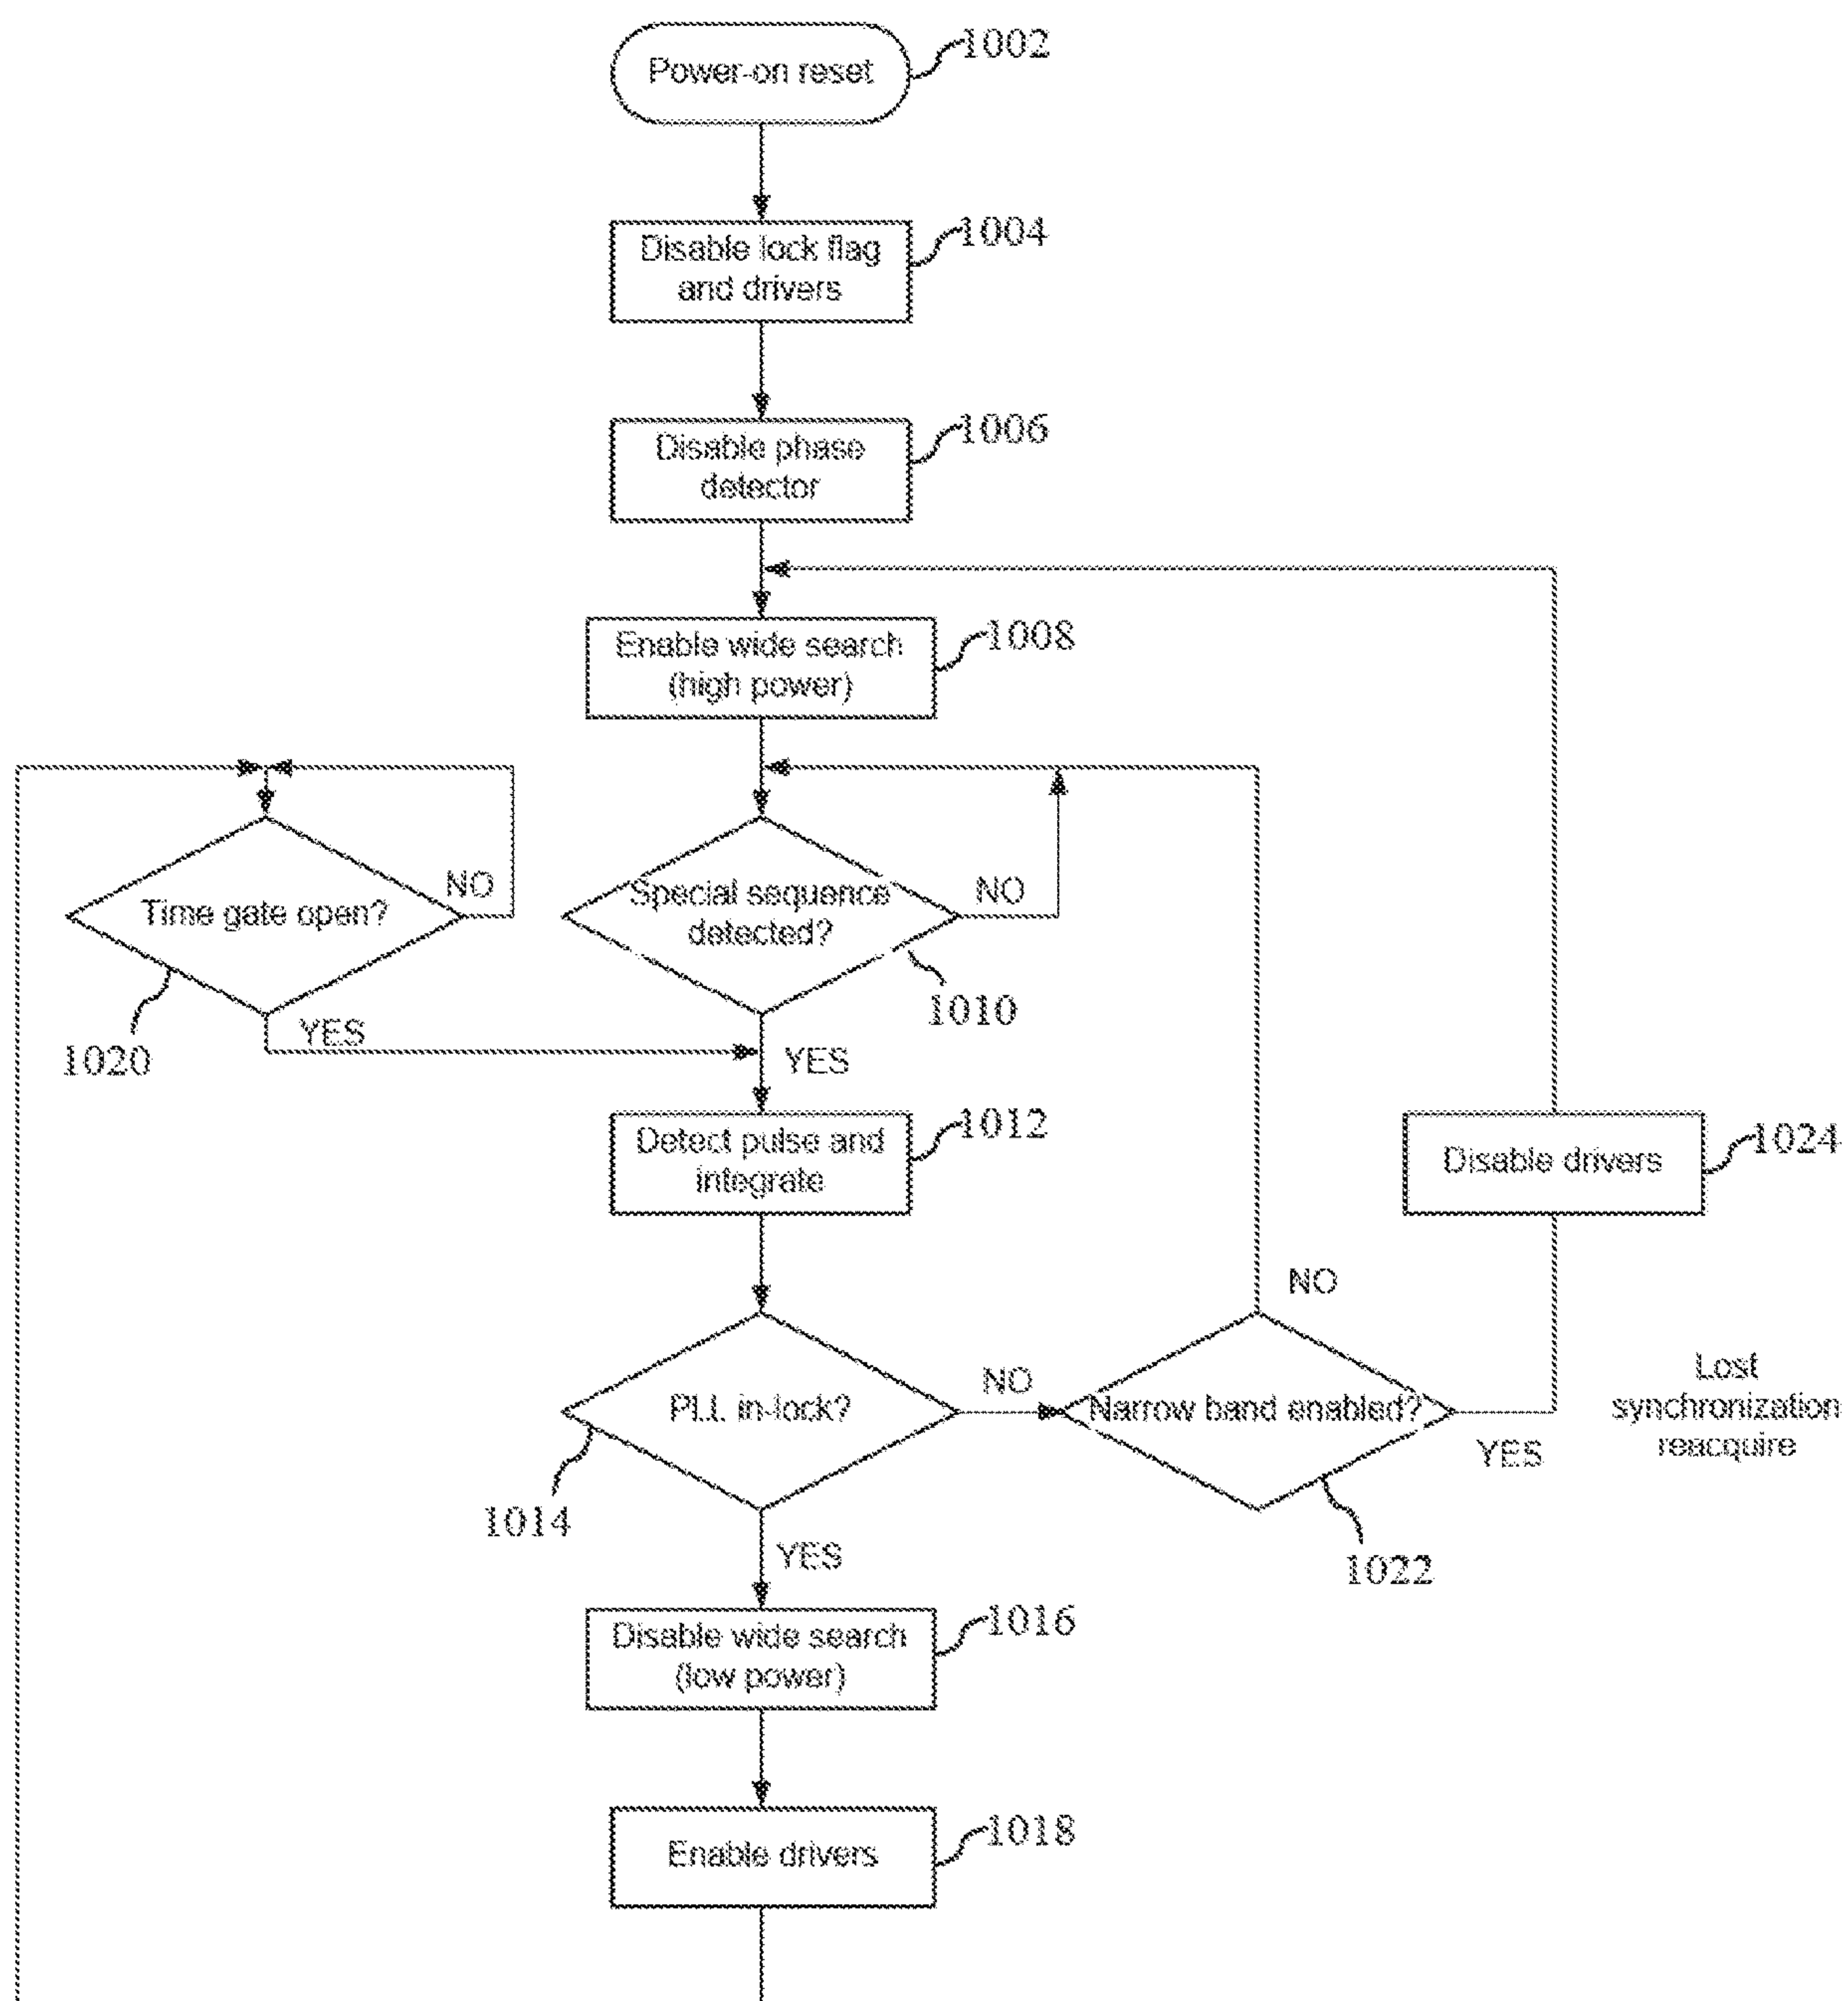 Power-on reset
1002
Disable lock flag
and drivers
1004
Disable phase
detector
1006
Enable wide search
(high power)
1008
Time gate open?
NO
YES
1020
Special sequence
detected?
NO
1010
YES
Detect pulse and
integrate
1012
Disable drivers
1024
PLL in-lock?
NO
1014
YES
Narrow band enabled?
NO
YES
1022
Lost
synchronization
reacquire
Disable wide search
(low power)
1016
Enable drivers
1018